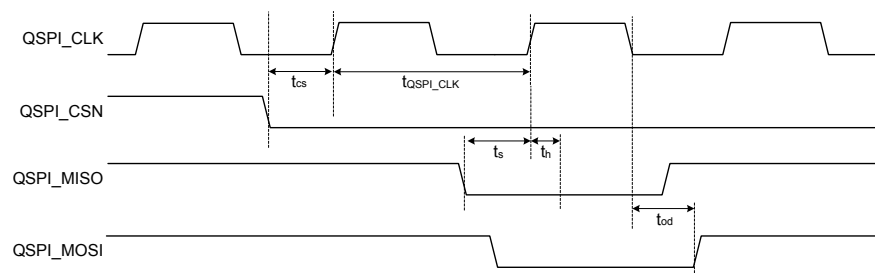 QSPI_CLK
tcs
tQSPI_CLK
QSPI_CSN
ts
th
QSPI_MISO
tod
QSPI_MOSI